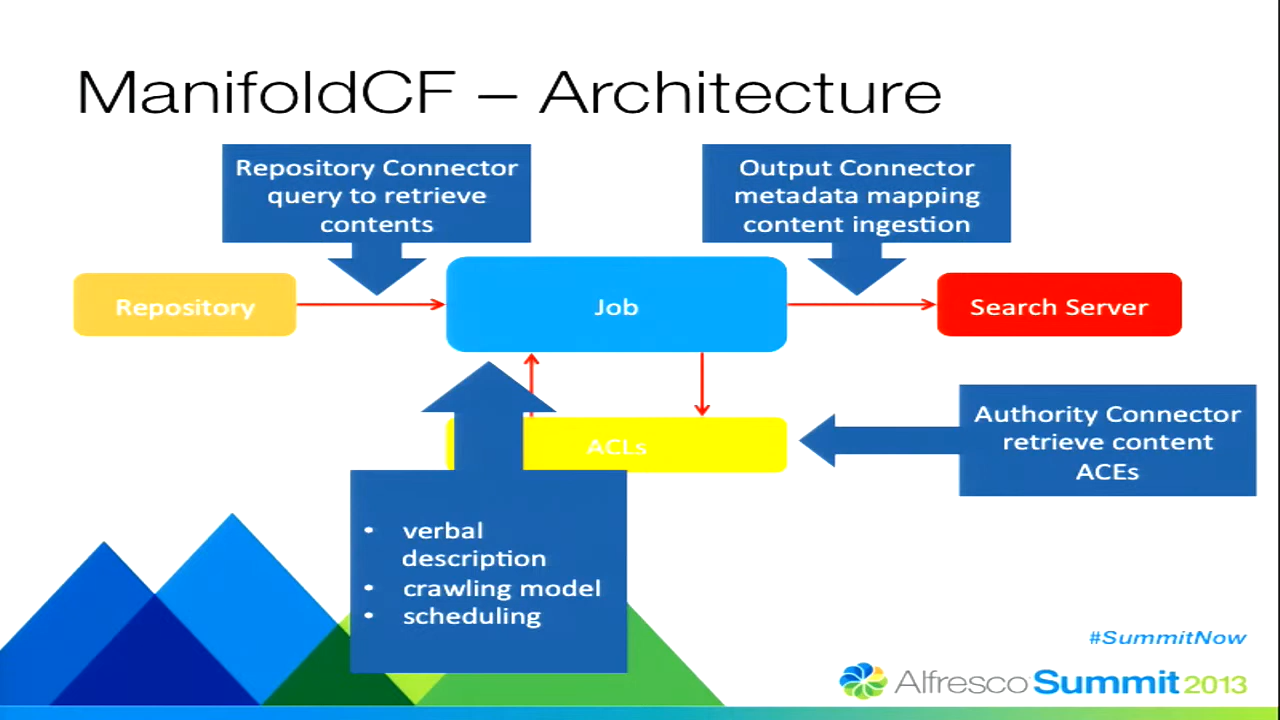 ManifoldCF – Architecture
Repository Connector
query to retrieve
contents
Output Connector
metadata mapping
content ingestion
Repository
Job
Search Server
ACLs
Authority Connector
retrieve content
ACEs
• verbal
description
• crawling model
• scheduling
#SummitNow
Alfresco Summit 2013